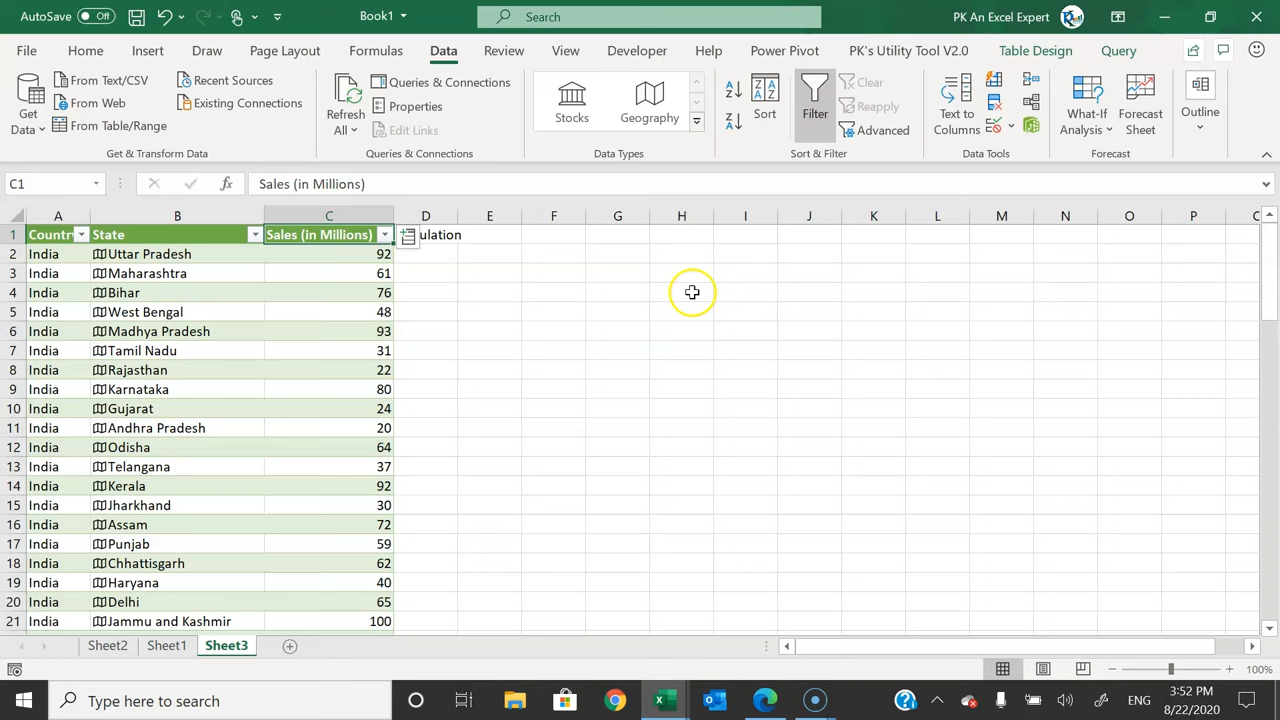 AutoSave Off Book1 Search PK An Excel Expert
File Home Insert Draw Page Layout Formulas Data Review View Developer Help Power Pivot PK's Utility Tool V2.0 Table Design Query
Get Data
From Text/CSV
From Web
From Table/Range
Recent Sources
Existing Connections
Get & Transform Data
Refresh All
Queries & Connections
Properties
Edit Links
Queries & Connections
Stocks
Geography
Data Types
Sort
Filter
Clear
Reapply
Advanced
Sort & Filter
Text to Columns
Data Tools
What-If Analysis
Forecast Sheet
Forecast
Outline
C1 fx Sales (in Millions)
A B C D E F G H I J K L M N O P
1 Countr State Sales (in Millions) ulation
2 India Uttar Pradesh 92
3 India Maharashtra 61
4 India Bihar 76
5 India West Bengal 48
6 India Madhya Pradesh 93
7 India Tamil Nadu 31
8 India Rajasthan 22
9 India Karnataka 80
10 India Gujarat 24
11 India Andhra Pradesh 20
12 India Odisha 64
13 India Telangana 37
14 India Kerala 92
15 India Jharkhand 30
16 India Assam 72
17 India Punjab 59
18 India Chhattisgarh 62
19 India Haryana 40
20 India Delhi 65
21 India Jammu and Kashmir 100
Sheet2 Sheet1 Sheet3
100%
Type here to search
ENG
3:52 PM
8/22/2020